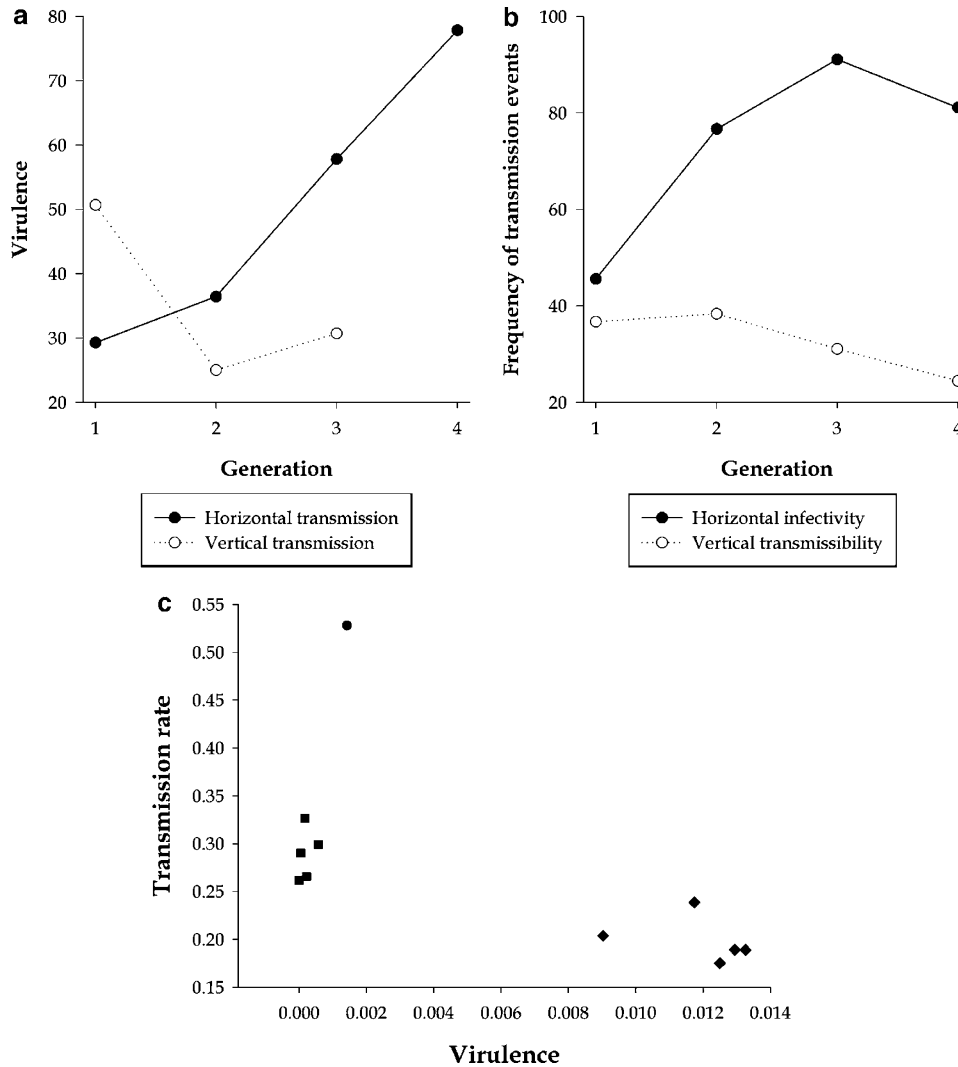 a
80
70
60
50
40
30
20
Virulence
1 2 3 4
Generation
Horizontal transmission
Vertical transmission
b
100
80
60
40
20
Frequency of transmission events
1 2 3 4
Generation
Horizontal infectivity
Vertical transmissibility
c
0.55
0.50
0.45
0.40
0.35
0.30
0.25
0.20
0.15
Transmission rate
0.000 0.002 0.004 0.006 0.008 0.010 0.012 0.014
Virulence